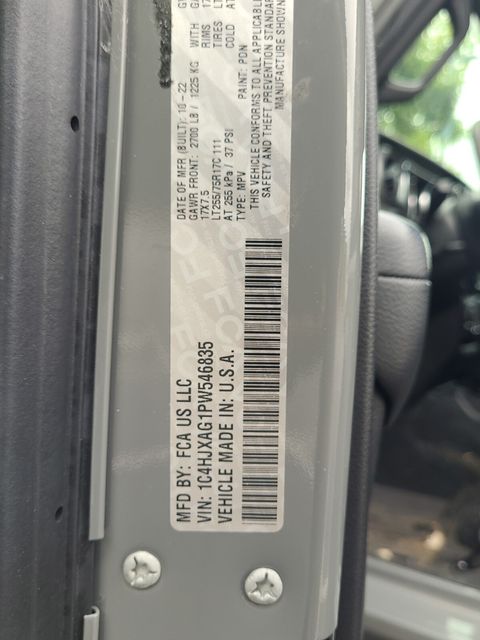 MFD BY: FCA US LLC
VIN: 1C4HJXAG1PW546835
VEHICLE MADE IN: U.S.A.
DATE OF MFR (BUILT): 10-22
GAWR FRONT: 2700 LB / 1225 KG WITH
17X7.5 RIMS
LT255/75R17C 111 TIRES
AT 255 kPa / 37 PSI COLD
TYPE: MPV PAINT: PDN
THIS VEHICLE CONFORMS TO ALL APPLICABLE
SAFETY AND THEFT PREVENTION
MANUFACTURE SHOWN